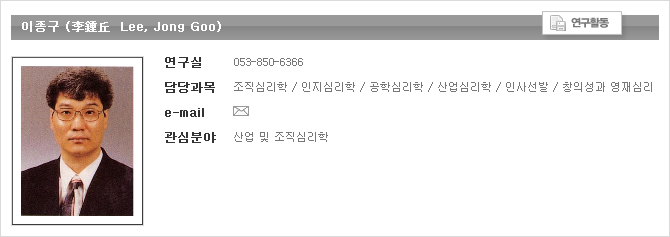 이종구 (李鍾丘 Lee, Jong Goo)
연구활동
연구실 053-850-6366
담당과목 조직심리학 / 인지심리학 / 공학심리학 / 산업심리학 / 인사선발 / 창의성과 영재심리
e-mail
관심분야 산업 및 조직심리학